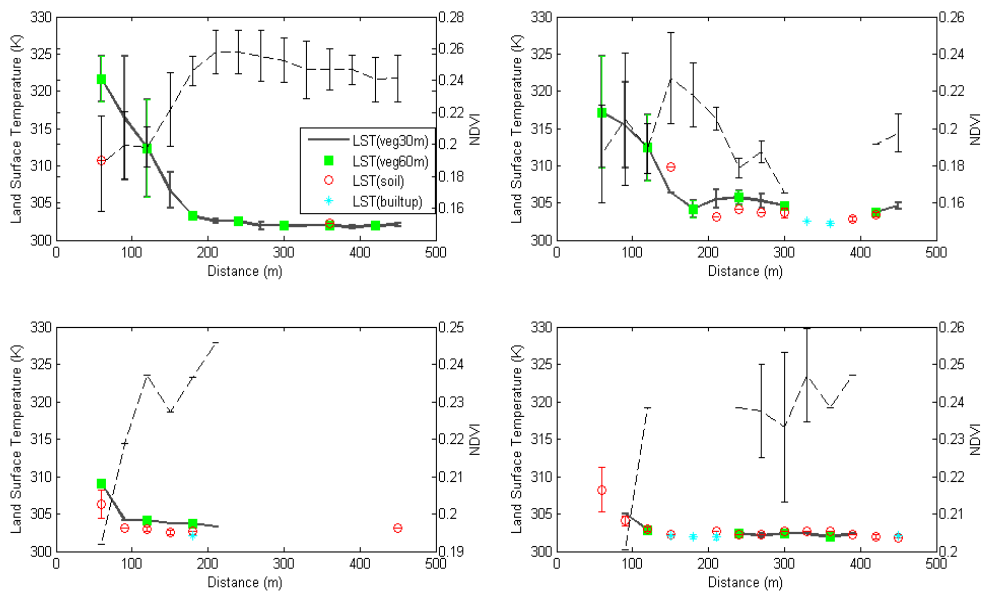 330
325
320
315
310
305
300
Land Surface Temperature (K)
0.28
0.26
0.24
0.22
0.2
0.18
0.16
NDVI
LST(veg30m)
LST(veg60m)
LST(soil)
LST(builtup)
0 100 200 300 400 500
Distance (m)
330
325
320
315
310
305
300
Land Surface Temperature (K)
0.26
0.24
0.22
0.2
0.18
0.16
NDVI
0 100 200 300 400 500
Distance (m)
330
325
320
315
310
305
300
Land Surface Temperature (K)
0.25
0.24
0.23
0.22
0.21
0.2
0.19
NDVI
0 100 200 300 400 500
Distance (m)
330
325
320
315
310
305
300
Land Surface Temperature (K)
0.26
0.25
0.24
0.23
0.22
0.21
0.2
NDVI
0 100 200 300 400 500
Distance (m)